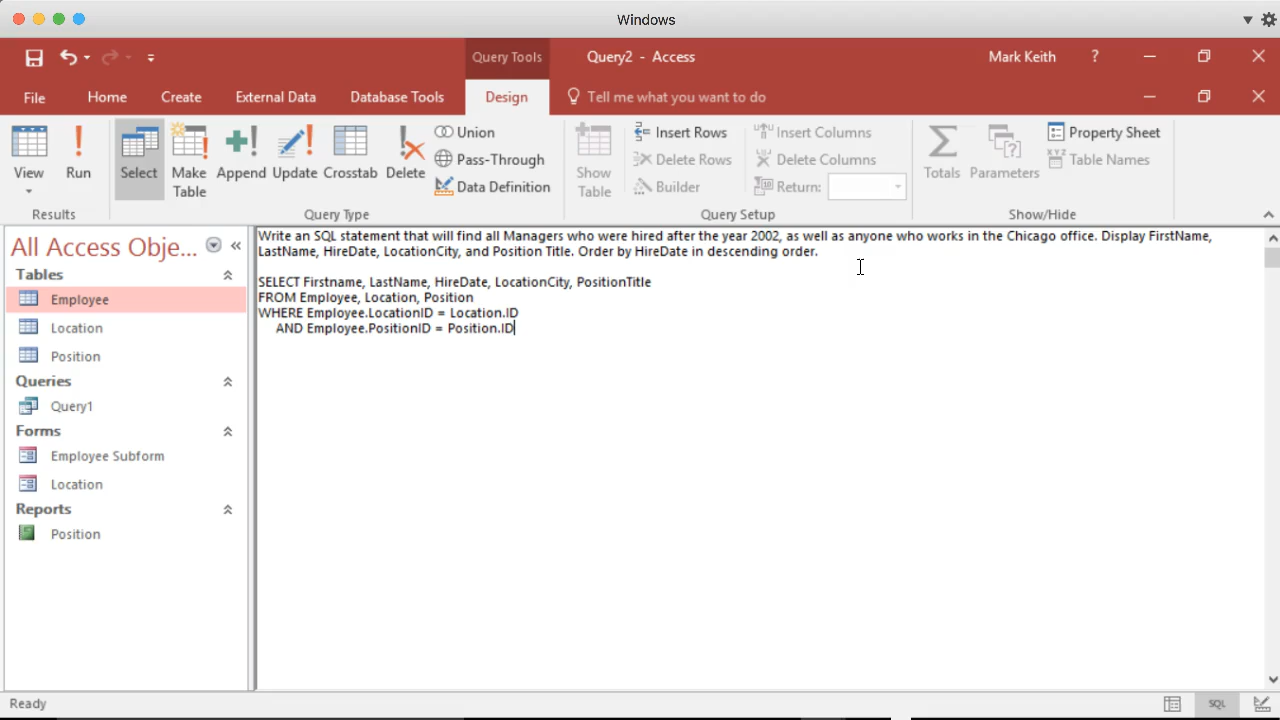 Windows
Query Tools
Query2 - Access
Mark Keith
?
File
Home
Create
External Data
Database Tools
Design
Tell me what you want to do
View
Run
Select
Make Table
Append
Update
Crosstab
Delete
Union
Pass-Through
Data Definition
Show Table
Insert Rows
Delete Rows
Builder
Insert Columns
Delete Columns
Return:
Totals
Parameters
Property Sheet
Table Names
Results
Query Type
Query Setup
Show/Hide
All Access Obje...
Tables
Employee
Location
Position
Queries
Query1
Forms
Employee Subform
Location
Reports
Position
Write an SQL statement that will find all Managers who were hired after the year 2002, as well as anyone who works in the Chicago office. Display FirstName,
LastName, HireDate, LocationCity, and Position Title. Order by HireDate in descending order.
SELECT Firstname, LastName, HireDate, LocationCity, PositionTitle
FROM Employee, Location, Position
WHERE Employee.LocationID = Location.ID
AND Employee.PositionID = Position.ID
Ready
SQL